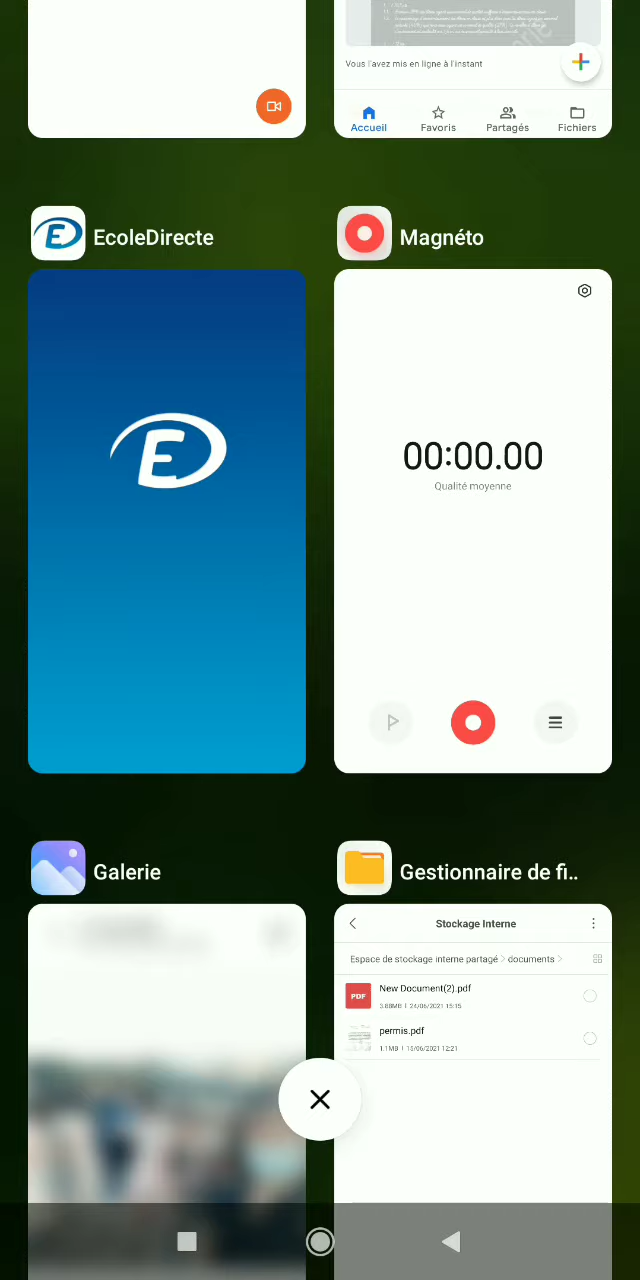 Vous l'avez mis en ligne à l'instant
Accueil
Favoris
Partagés
Fichiers
EcoleDirecte
Magnéto
00:00.00
Qualité moyenne
Galerie
Gestionnaire de fi..
Stockage Interne
Espace de stockage interne partagé > documents >
PDF
New Document(2).pdf
3.88MB | 24/06/2021 15:15
permis.pdf
1.1MB | 15/06/2021 12:21